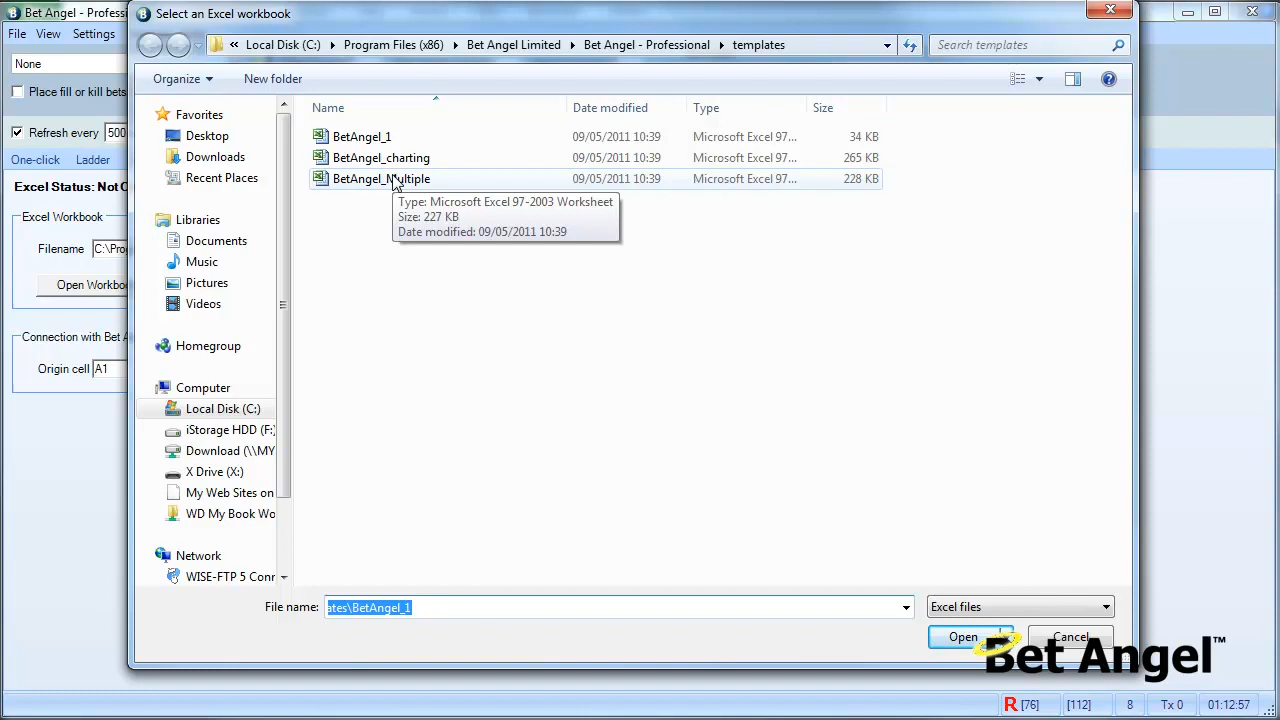 Bet Angel - Profes
Select an Excel workbook
File View Settings
« Local Disk (C:) Program Files (x86) Bet Angel Limited Bet Angel - Professional templates
Search templates
None
Organize New folder
Place fill or kill bets
Refresh every 500
One-click Ladder
Excel Status: Not C
Excel Workbook
Filename C:\Pro
Open Workbo
Connection with Bet A
Origin cell A1
Favorites
Desktop
Downloads
Recent Places
Libraries
Documents
Music
Pictures
Videos
Homegroup
Computer
Local Disk (C:)
iStorage HDD (F:)
Download (\\MY
X Drive (X:)
My Web Sites on
WD My Book Wo
Network
WISE-FTP 5 Conr
Name Date modified Type Size
BetAngel_1 09/05/2011 10:39 Microsoft Excel 97... 34 KB
BetAngel_charting 09/05/2011 10:39 Microsoft Excel 97... 265 KB
BetAngel_Multiple 09/05/2011 10:39 Microsoft Excel 97... 228 KB
Type: Microsoft Excel 97-2003 Worksheet
Size: 227 KB
Date modified: 09/05/2011 10:39
File name: ates\BetAngel_1 Excel files
Open Cancel
Bet Angel™
R [76] [112] 8 Tx 0 01:12:57